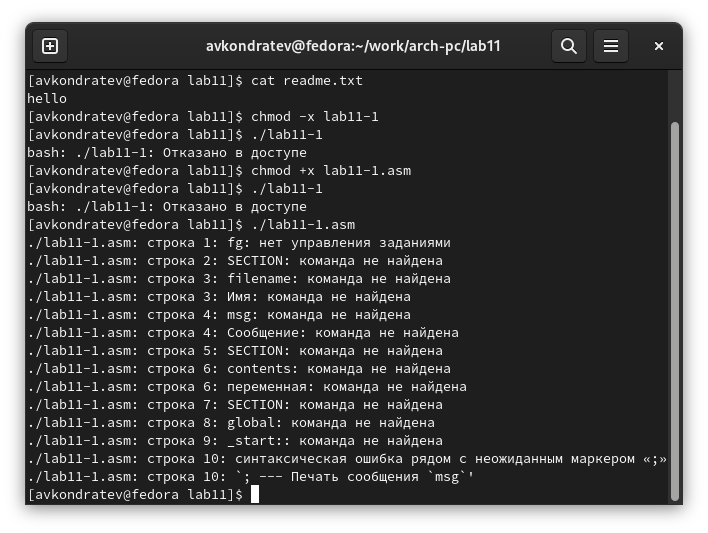 avkondratev@fedora:~/work/arch-pc/lab11
[avkondratev@fedora lab11]$ cat readme.txt
hello
[avkondratev@fedora lab11]$ chmod -x lab11-1
[avkondratev@fedora lab11]$ ./lab11-1
bash: ./lab11-1: Отказано в доступе
[avkondratev@fedora lab11]$ chmod +x lab11-1.asm
[avkondratev@fedora lab11]$ ./lab11-1
bash: ./lab11-1: Отказано в доступе
[avkondratev@fedora lab11]$ ./lab11-1.asm
./lab11-1.asm: строка 1: fg: нет управления заданиями
./lab11-1.asm: строка 2: SECTION: команда не найдена
./lab11-1.asm: строка 3: filename: команда не найдена
./lab11-1.asm: строка 3: Имя: команда не найдена
./lab11-1.asm: строка 4: msg: команда не найдена
./lab11-1.asm: строка 4: Сообщение: команда не найдена
./lab11-1.asm: строка 5: SECTION: команда не найдена
./lab11-1.asm: строка 6: contents: команда не найдена
./lab11-1.asm: строка 6: переменная: команда не найдена
./lab11-1.asm: строка 7: SECTION: команда не найдена
./lab11-1.asm: строка 8: global: команда не найдена
./lab11-1.asm: строка 9: _start:: команда не найдена
./lab11-1.asm: строка 10: синтаксическая ошибка рядом с неожиданным маркером «;»
./lab11-1.asm: строка 10: `; --- Печать сообщения `msg`'
[avkondratev@fedora lab11]$